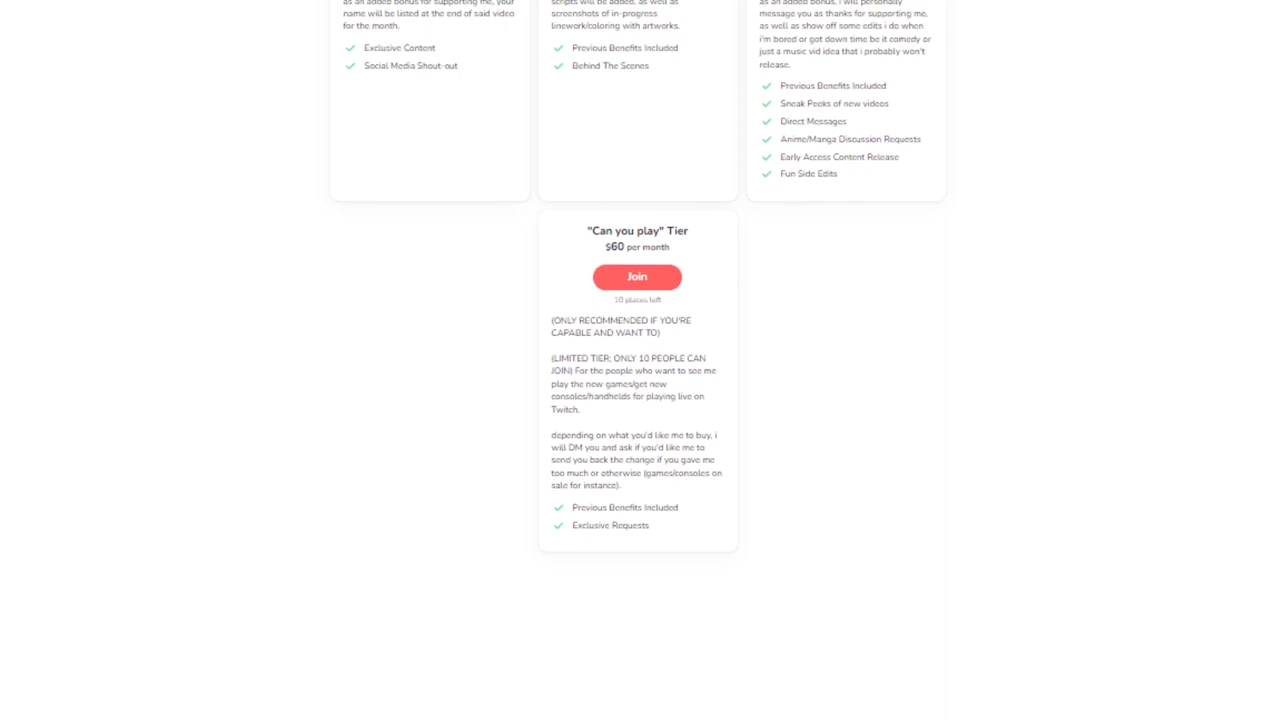 as an added bonus for supporting me, your
name will be listed at the end of said video
for the month.
Exclusive Content
Social Media Shout-out
scripts will be added, as well as
screenshots of in-progress
linework/coloring with artworks.
Previous Benefits Included
Behind The Scenes
as an added bonus, i will personally
message you as thanks for supporting me,
as well as show off some edits i do when
i'm bored or got down time be it comedy or
just a music vid idea that i probably won't
release.
Previous Benefits Included
Sneak Peeks of new videos
Direct Messages
Anime/Manga Discussion Requests
Early Access Content Release
Fun Side Edits
"Can you play" Tier
$60 per month
Join
10 places left
(ONLY RECOMMENDED IF YOU'RE
CAPABLE AND WANT TO)
(LIMITED TIER; ONLY 10 PEOPLE CAN
JOIN) For the people who want to see me
play the new games/get new
consoles/handhelds for playing live on
Twitch.
depending on what you'd like me to buy, i
will DM you and ask if you'd like me to
send you back the change if you gave me
too much or otherwise (games/consoles on
sale for instance).
Previous Benefits Included
Exclusive Requests